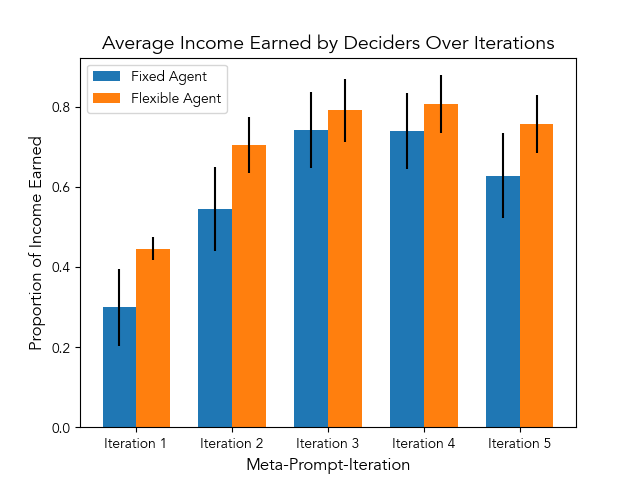 Average Income Earned by Deciders Over Iterations
Fixed Agent
Flexible Agent
Proportion of Income Earned
0.8
0.6
0.4
0.2
0.0
Iteration 1
Iteration 2
Iteration 3
Iteration 4
Iteration 5
Meta-Prompt-Iteration